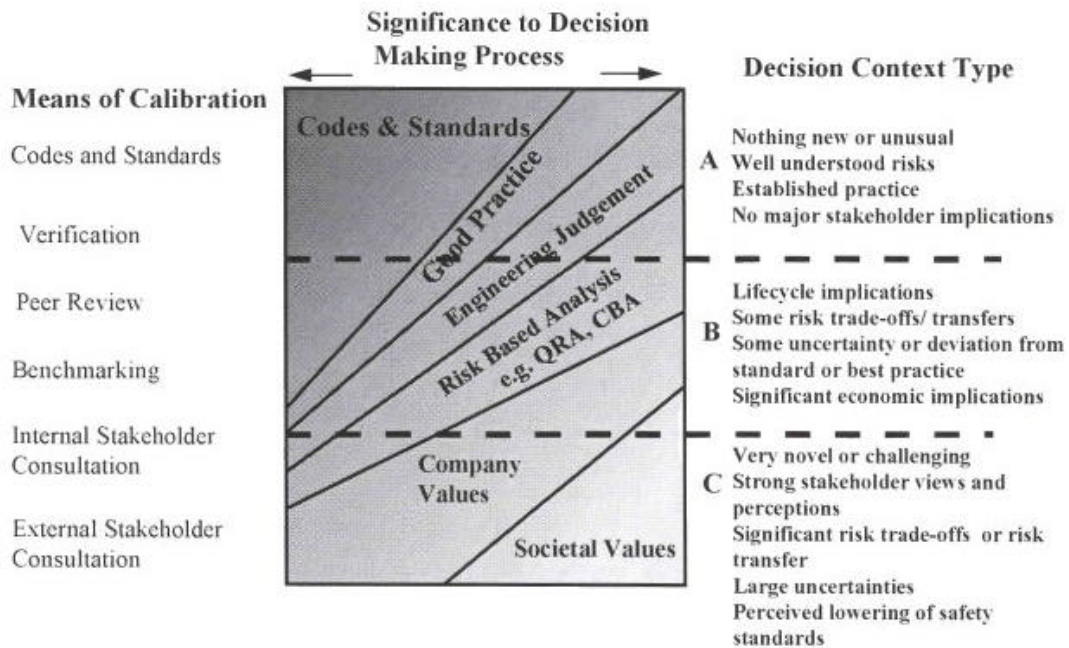 Significance to Decision
Making Process
Means of Calibration
Codes and Standards
Verification
Peer Review
Benchmarking
Internal Stakeholder
Consultation
External Stakeholder
Consultation
Codes & Standards
Good Practice
Engineering Judgement
Risk Based Analysis
e.g. QRA, CBA
Company
Values
Societal Values
Decision Context Type
A
Nothing new or unusual
Well understood risks
Established practice
No major stakeholder implications
B
Lifecycle implications
Some risk trade-offs/ transfers
Some uncertainty or deviation from
standard or best practice
Significant economic implications
C
Very novel or challenging
Strong stakeholder views and
perceptions
Significant risk trade-offs or risk
transfer
Large uncertainties
Perceived lowering of safety
standards